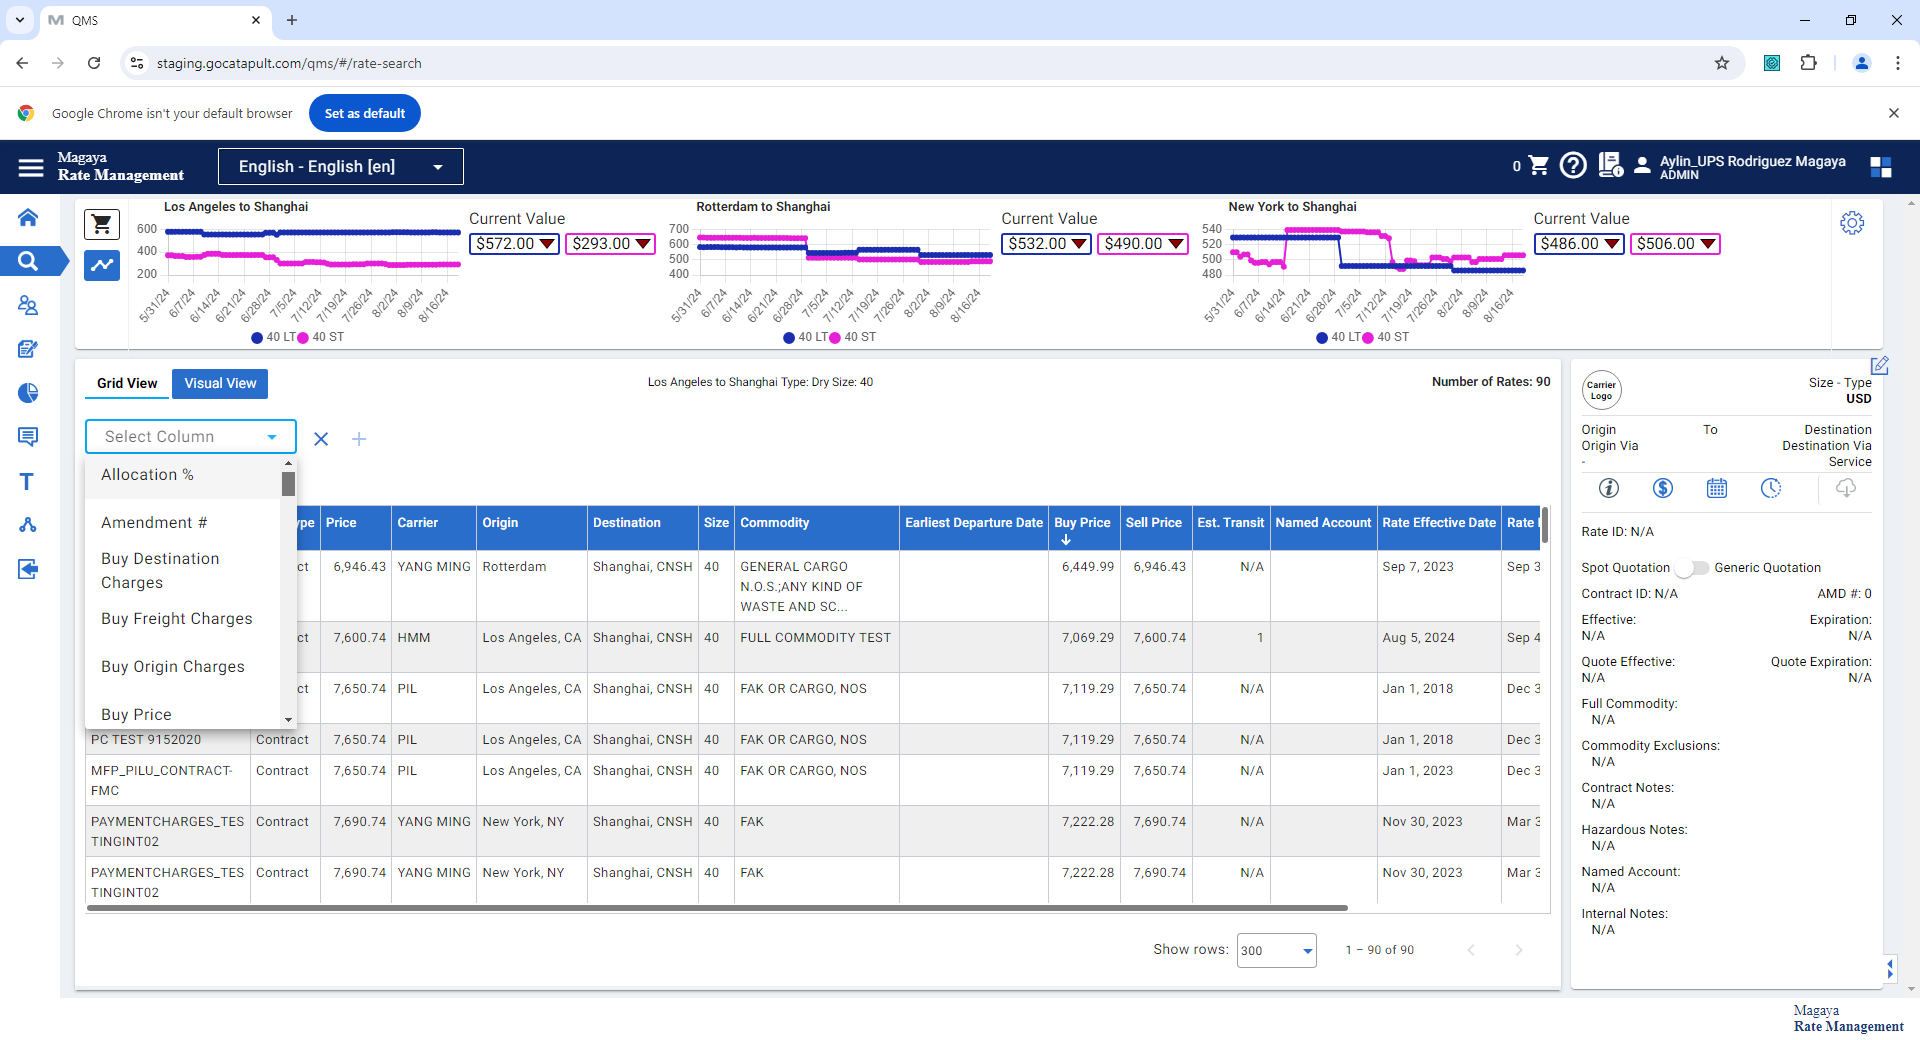 QMS
staging.gocatapult.com/qms/#/rate-search
Google Chrome isn't your default browser
Set as default
Magaya
Rate Management
English - English [en]
0
Aylin_UPS Rodriguez Magaya
ADMIN
Los Angeles to Shanghai
600
400
200
5/31/24 6/7/24 6/14/24 6/21/24 6/28/24 7/5/24 7/12/24 7/19/24 7/26/24 8/2/24 8/9/24 8/16/24
40 LT 40 ST
Current Value
$572.00 $293.00
Rotterdam to Shanghai
700
600
500
400
5/31/24 6/7/24 6/14/24 6/21/24 6/28/24 7/5/24 7/12/24 7/19/24 7/26/24 8/2/24 8/9/24 8/16/24
40 LT 40 ST
Current Value
$532.00 $490.00
New York to Shanghai
540
520
500
480
5/31/24 6/7/24 6/14/24 6/21/24 6/28/24 7/5/24 7/12/24 7/19/24 7/26/24 8/2/24 8/9/24 8/16/24
40 LT 40 ST
Current Value
$486.00 $506.00
Grid View Visual View
Los Angeles to Shanghai Type: Dry Size: 40
Number of Rates: 90
Select Column
Allocation %
Amendment #
Buy Destination
Charges
Buy Freight Charges
Buy Origin Charges
Buy Price
ype Price Carrier Origin Destination Size Commodity Earliest Departure Date Buy Price Sell Price Est. Transit Named Account Rate Effective Date Rate
ct 6,946.43 YANG MING Rotterdam Shanghai, CNSH 40 GENERAL CARGO 6,449.99 6,946.43 N/A Sep 7, 2023 Sep 3
N.O.S.;ANY KIND OF
WASTE AND SC...
ct 7,600.74 HMM Los Angeles, CA Shanghai, CNSH 40 FULL COMMODITY TEST 7,069.29 7,600.74 1 Aug 5, 2024 Sep 4
ct 7,650.74 PIL Los Angeles, CA Shanghai, CNSH 40 FAK OR CARGO, NOS 7,119.29 7,650.74 N/A Jan 1, 2018 Dec 3
PC TEST 9152020 Contract 7,650.74 PIL Los Angeles, CA Shanghai, CNSH 40 FAK OR CARGO, NOS 7,119.29 7,650.74 N/A Jan 1, 2018 Dec 3
MFP_PILU_CONTRACT- Contract 7,650.74 PIL Los Angeles, CA Shanghai, CNSH 40 FAK OR CARGO, NOS 7,119.29 7,650.74 N/A Jan 1, 2023 Dec 3
FMC
PAYMENTCHARGES_TES Contract 7,690.74 YANG MING New York, NY Shanghai, CNSH 40 FAK 7,222.28 7,690.74 N/A Nov 30, 2023 Mar 3
TINGINT02
PAYMENTCHARGES_TES Contract 7,690.74 YANG MING New York, NY Shanghai, CNSH 40 FAK 7,222.28 7,690.74 N/A Nov 30, 2023 Mar 3
TINGINT02
Show rows: 300 1 – 90 of 90
Carrier
Logo
Size - Type
USD
Origin To Destination
Origin Via Destination Via
- Service
Rate ID: N/A
Spot Quotation Generic Quotation
Contract ID: N/A AMD #: 0
Effective: Expiration:
N/A N/A
Quote Effective: Quote Expiration:
N/A N/A
Full Commodity:
N/A
Commodity Exclusions:
N/A
Contract Notes:
N/A
Hazardous Notes:
N/A
Named Account:
N/A
Internal Notes:
N/A
Magaya
Rate Management